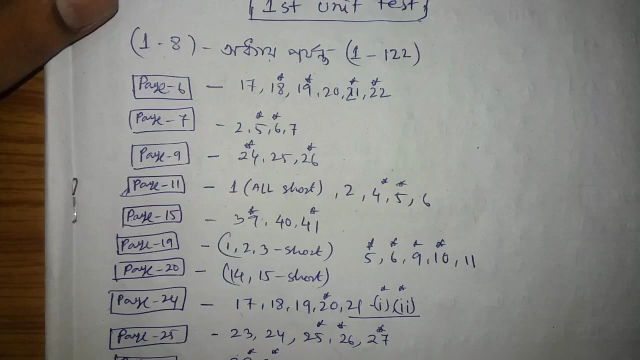 1st unit test
(1-8) - অধ্যায় পর্যন্ত (1-122)
Page-6 - 17, 18*, 19*, 20, 21*, 22*
Page-7 - 2, 5*, 6*, 7
Page-9 - 24*, 25, 26*
Page-11 - 1 (ALL short), 2, 4*, 5*, 6
Page-15 - 39*, 40, 41*
Page-19 - (1, 2, 3-short) 5*, 6*, 9*, 10*, 11
Page-20 - (14, 15-short)
Page-24 - 17, 18, 19, 20*, 21-(i)(ii)*
Page-25 - 23, 24, 25*, 26*, 27*